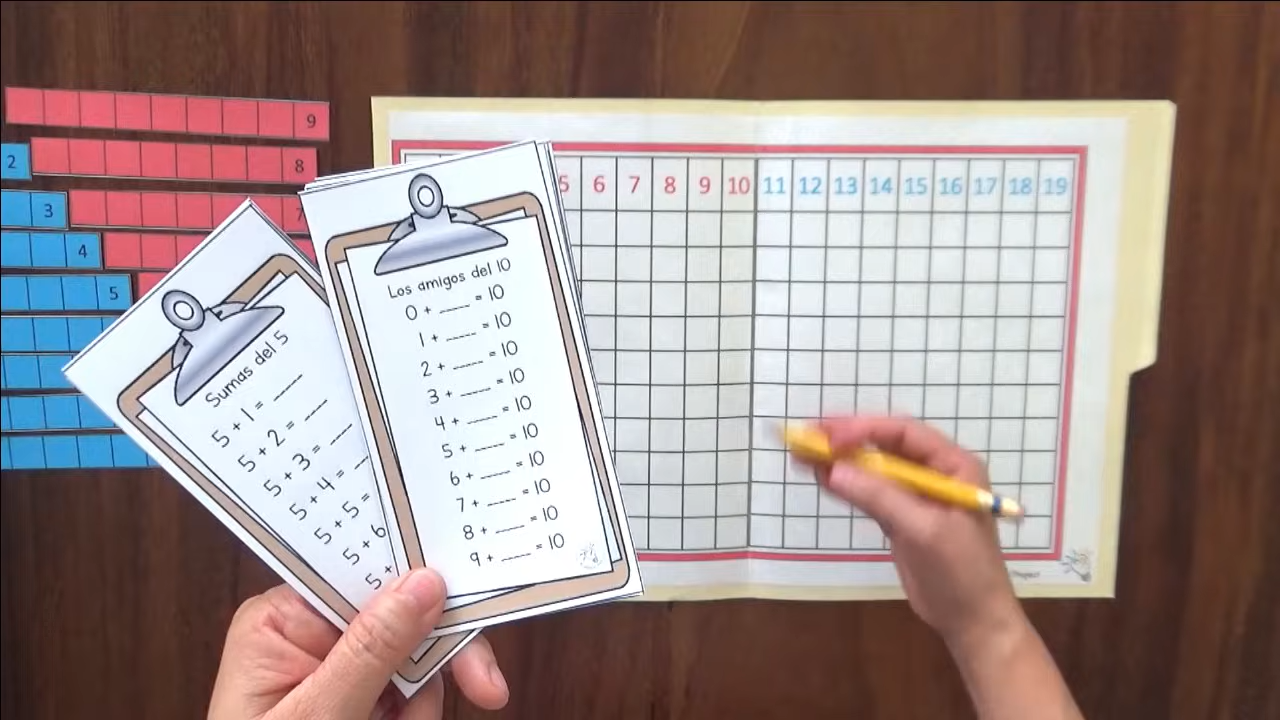 9
2 8
3 7
4
5
5 6 7 8 9 10 11 12 13 14 15 16 17 18 19
Sumas del 5
5 + 1 = ____
5 + 2 = ____
5 + 3 = ____
5 + 4 = __
5 + 5 =
5 + 6
5 +
Los amigos del 10
0 + ____ = 10
1 + ____ = 10
2 + ____ = 10
3 + ____ = 10
4 + ____ = 10
5 + ____ = 10
6 + ____ = 10
7 + ____ = 10
8 + ____ = 10
9 + ____ = 10